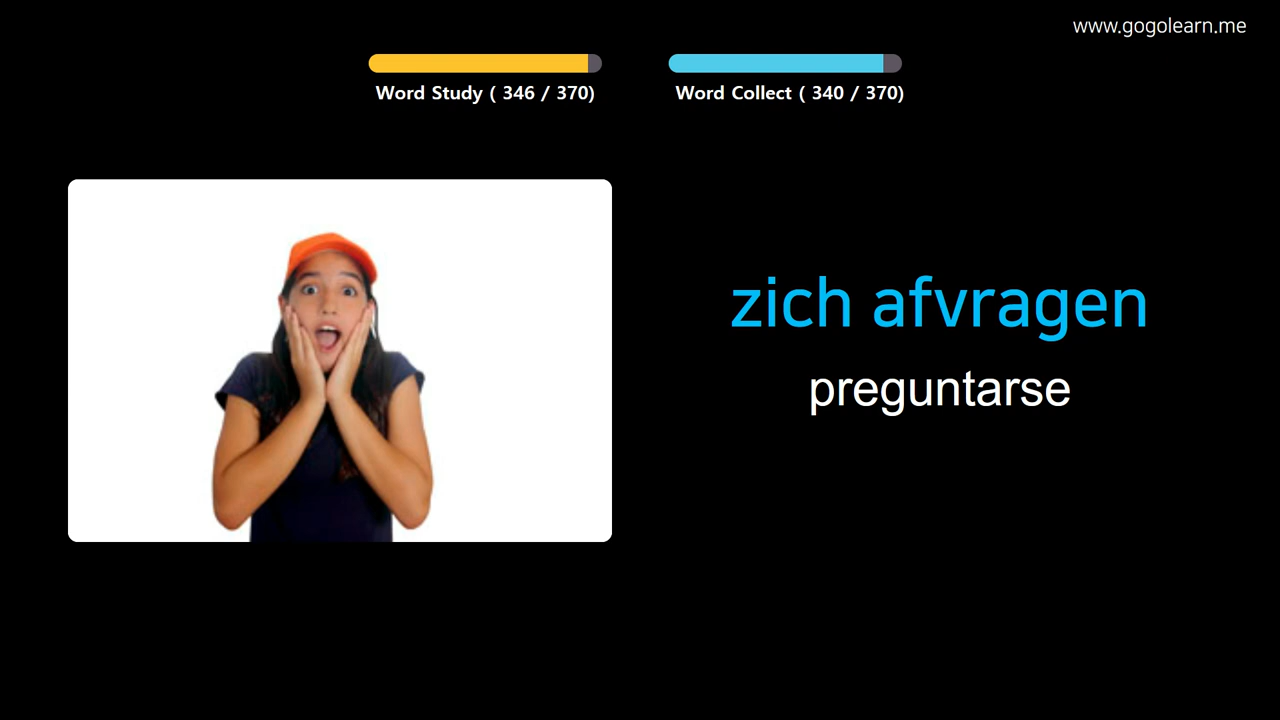 www.gogolearn.me
Word Study ( 346 / 370)
Word Collect ( 340 / 370)
zich afvragen
preguntarse